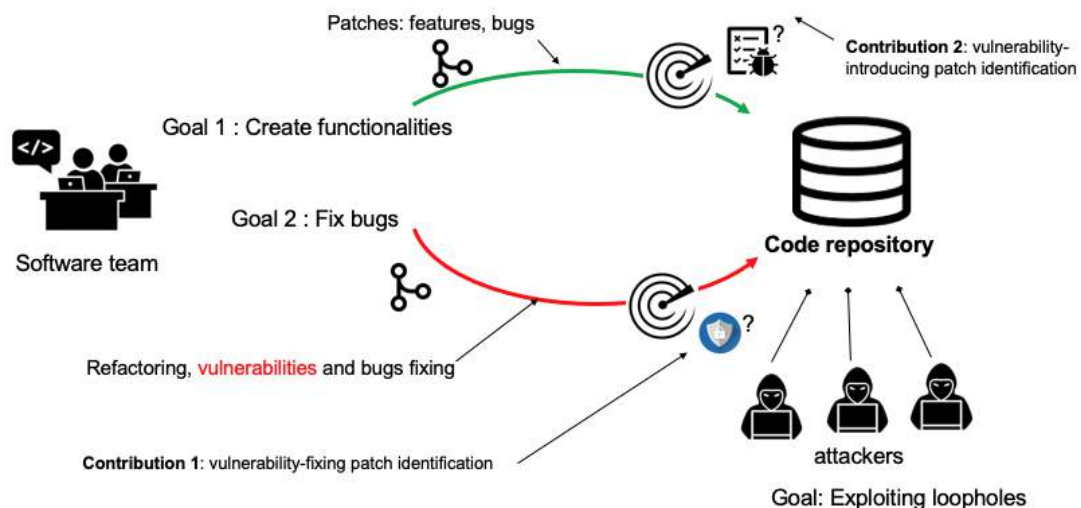 Patches: features, bugs
?
Contribution 2: vulnerability-
introducing patch identification
Goal 1 : Create functionalities
</>
Goal 2 : Fix bugs
Software team
Code repository
?
Refactoring, vulnerabilities and bugs fixing
Contribution 1: vulnerability-fixing patch identification
attackers
Goal: Exploiting loopholes